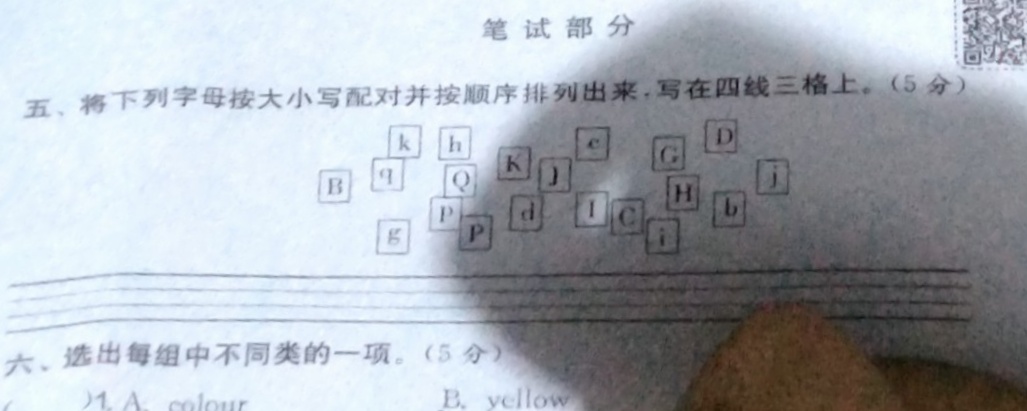 笔试部分
五、将下列字母按大小写配对并按顺序排列出来,写在四线三格上。(5 分)
k h K c G D
B q Q J H j
g p P d I C i b
六、选出每组中不同类的一项。(5 分)
( )1. A. colour B. yellow